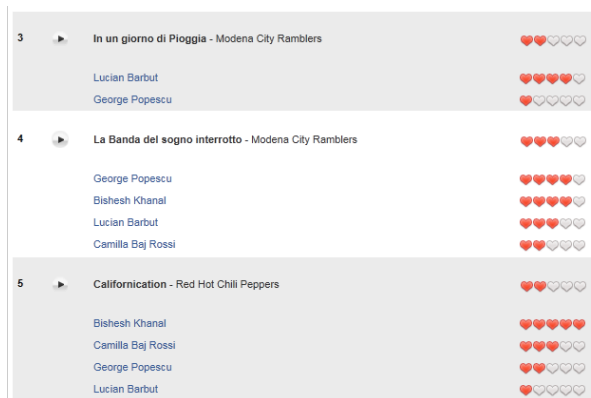 3 In un giorno di Pioggia - Modena City Ramblers
Lucian Barbut
George Popescu
4 La Banda del sogno interrotto - Modena City Ramblers
George Popescu
Bishesh Khanal
Lucian Barbut
Camilla Baj Rossi
5 Californication - Red Hot Chili Peppers
Bishesh Khanal
Camilla Baj Rossi
George Popescu
Lucian Barbut